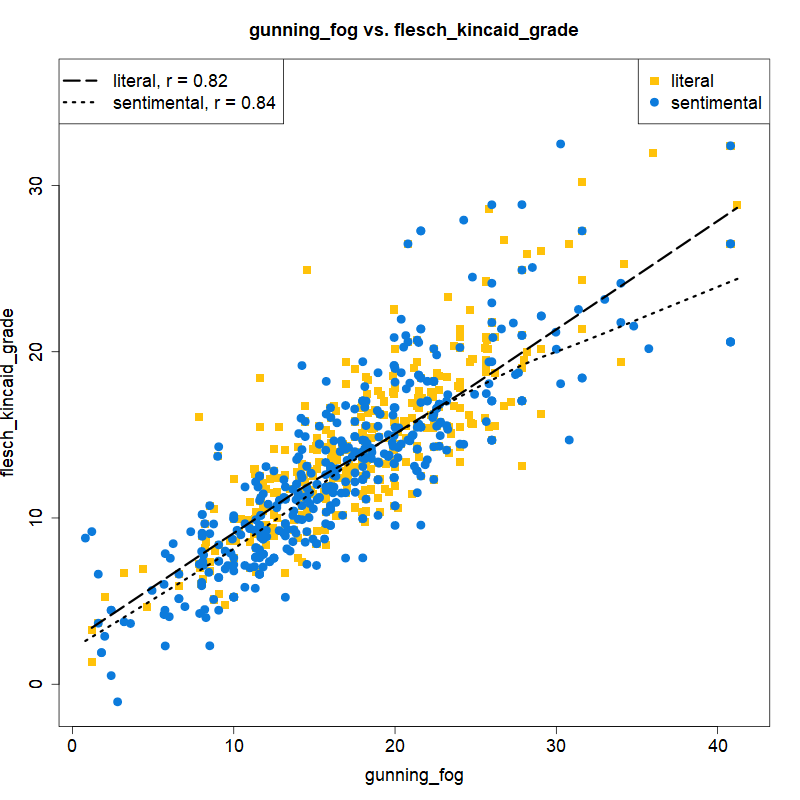 gunning_fog vs. flesch_kincaid_grade
literal, r = 0.82
sentimental, r = 0.84
literal
sentimental
flesch_kincaid_grade
30
20
10
0
0 10 20 30 40
gunning_fog